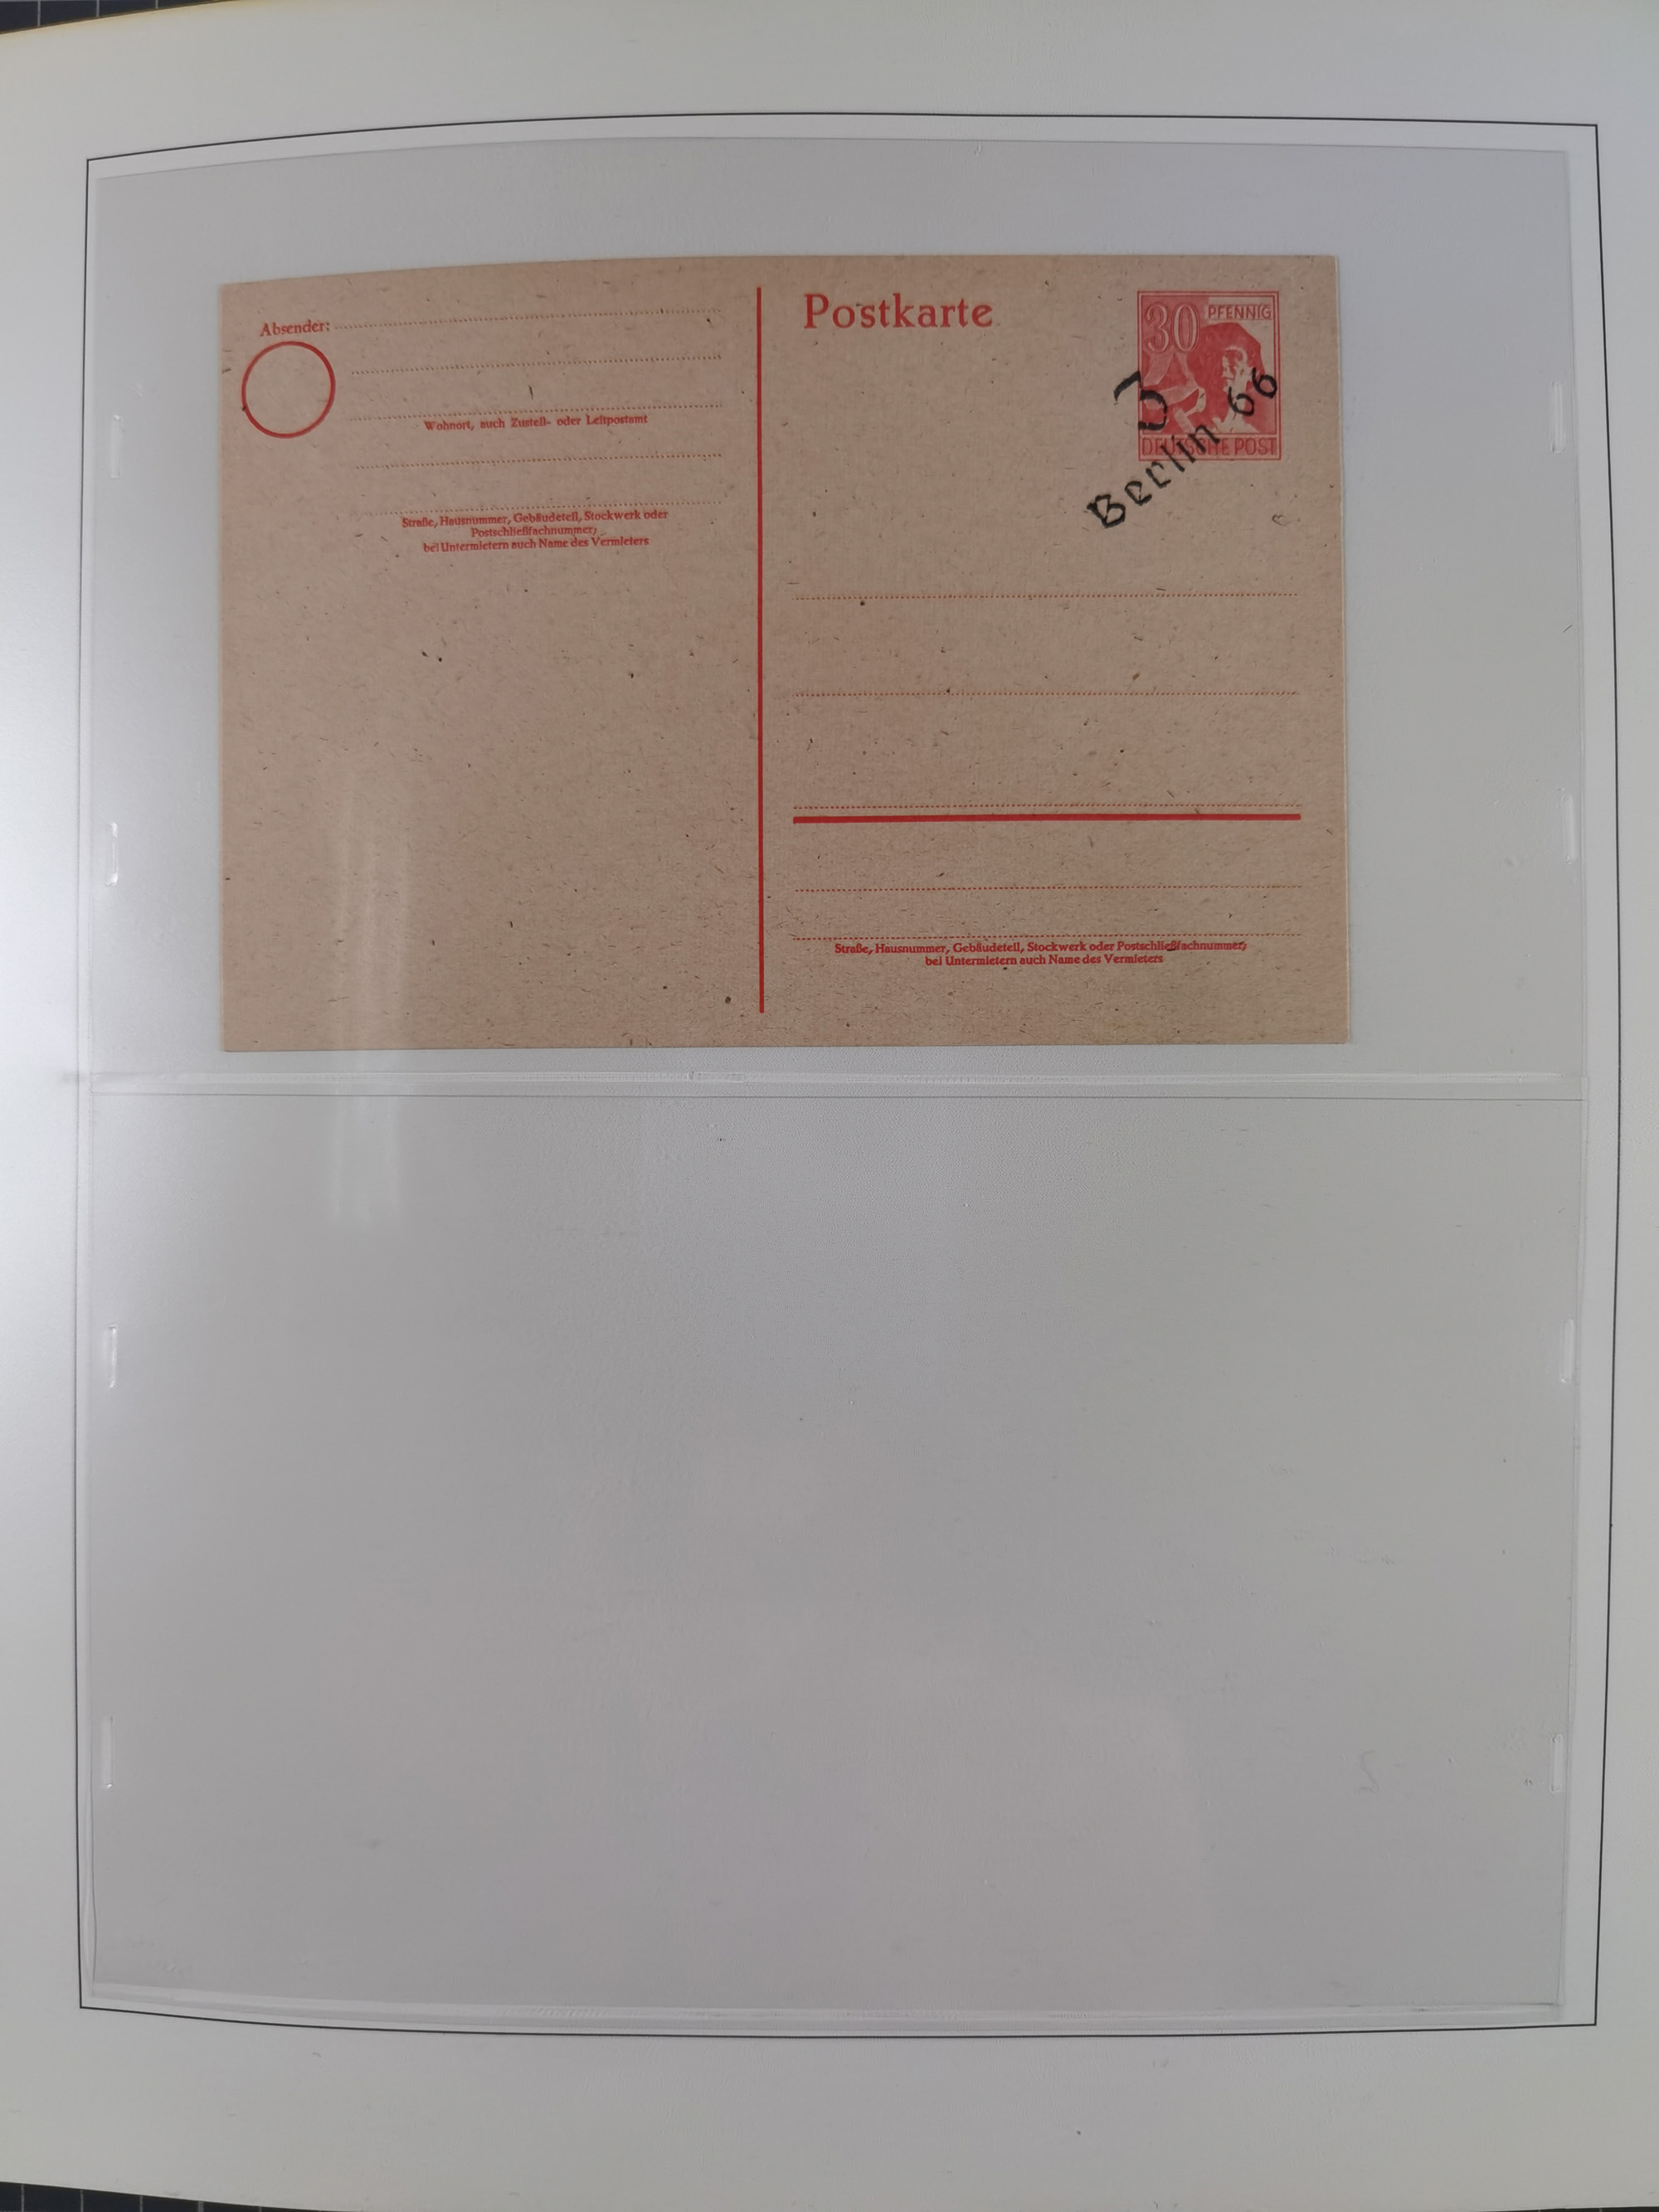 Absender:
Wohnort, auch Zustell- oder Leitpostamt
Straße, Hausnummer, Gebäudeteil, Stockwerk oder
Postschließfachnummer;
bei Untermietern auch Name des Vermieters
Postkarte
30 PFENNIG
DEUTSCHE POST
3
Berlin 66
Straße, Hausnummer, Gebäudeteil, Stockwerk oder Postschließfachnummer;
bei Untermietern auch Name des Vermieters